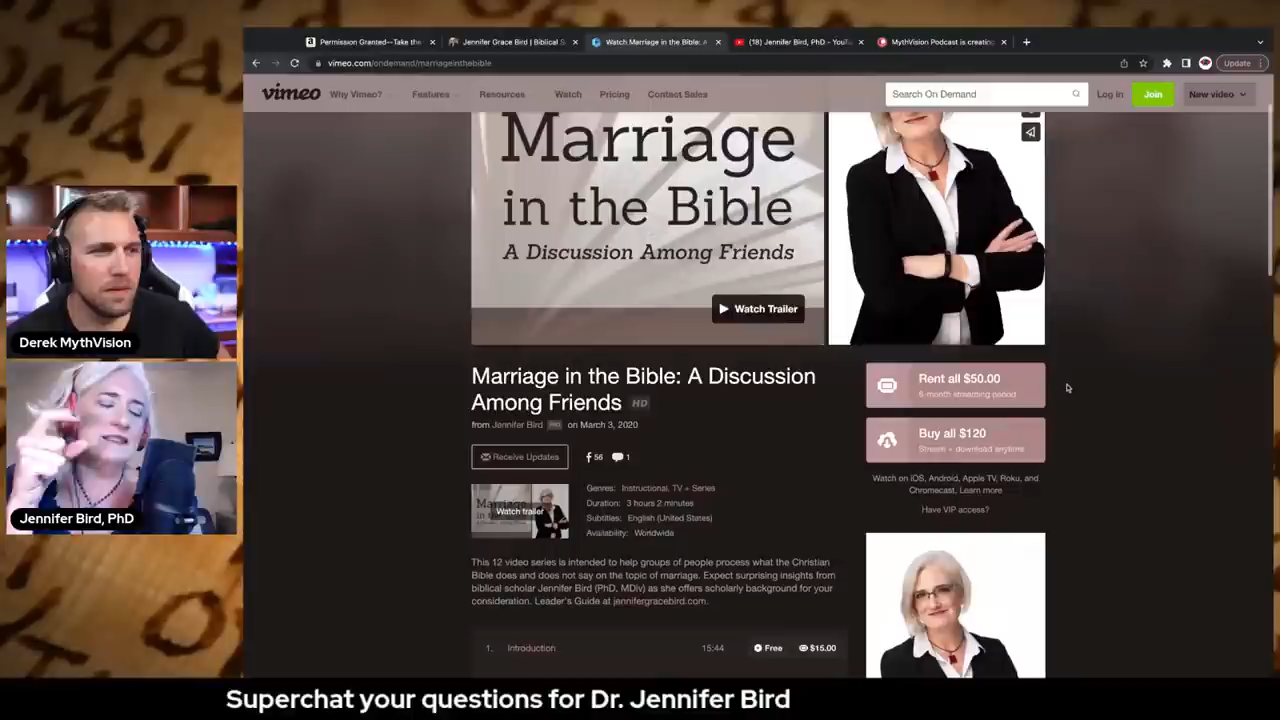 Permission Granted--Take the
Jennifer Grace Bird | Biblical S
Watch Marriage in the Bible: A
(18) Jennifer Bird, PhD - YouTu
MythVision Podcast is creating
vimeo.com/ondemand/marriageinthebible
Update
vimeo
Why Vimeo?
Features
Resources
Watch
Pricing
Contact Sales
Search On Demand
Log in
Join
New video
Marriage
in the Bible
A Discussion Among Friends
Watch Trailer
Derek MythVision
Jennifer Bird, PhD
Marriage in the Bible: A Discussion
Among Friends HD
from Jennifer Bird PRO on March 3, 2020
Receive Updates
56
1
Watch trailer
Genres: Instructional, TV + Series
Duration: 3 hours 2 minutes
Subtitles: English (United States)
Availability: Worldwide
This 12 video series is intended to help groups of people process what the Christian
Bible does and does not say on the topic of marriage. Expect surprising insights from
biblical scholar Jennifer Bird (PhD, MDiv) as she offers scholarly background for your
consideration. Leader's Guide at jennifergracebird.com.
1. Introduction 15:44 Free $15.00
Rent all $50.00
6-month streaming period
Buy all $120
Stream + download anytime
Watch on iOS, Android, Apple TV, Roku, and
Chromecast. Learn more
Have VIP access?
Superchat your questions for Dr. Jennifer Bird